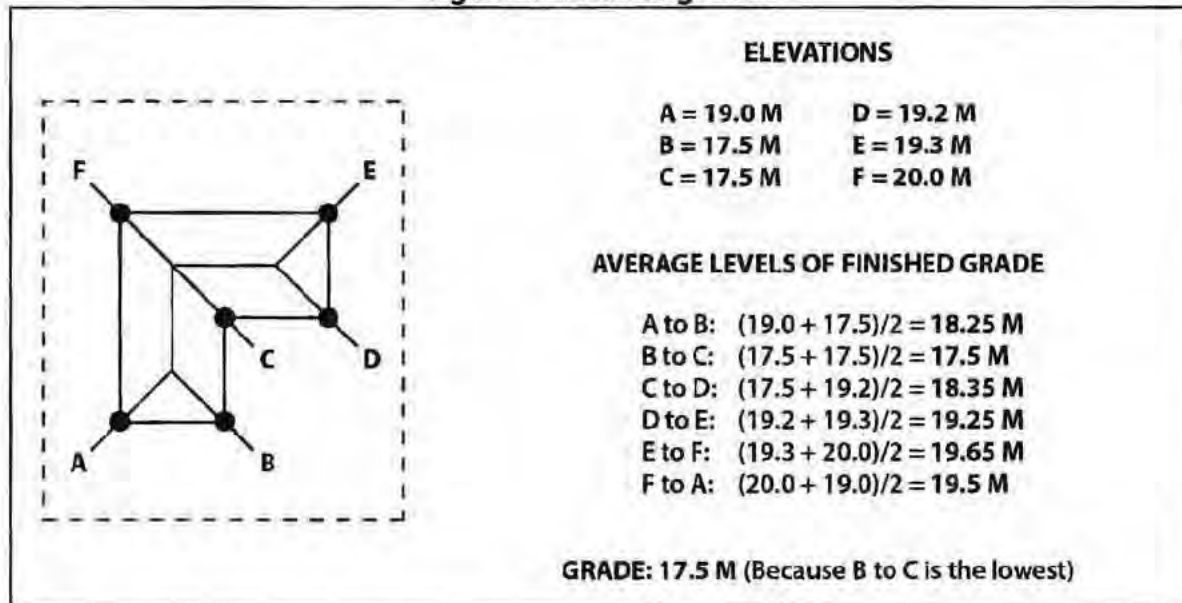 ELEVATIONS
A = 19.0 M D = 19.2 M
B = 17.5 M E = 19.3 M
C = 17.5 M F = 20.0 M
F
E
C
D
A
B
AVERAGE LEVELS OF FINISHED GRADE
A to B: (19.0 + 17.5)/2 = 18.25 M
B to C: (17.5 + 17.5)/2 = 17.5 M
C to D: (17.5 + 19.2)/2 = 18.35 M
D to E: (19.2 + 19.3)/2 = 19.25 M
E to F: (19.3 + 20.0)/2 = 19.65 M
F to A: (20.0 + 19.0)/2 = 19.5 M
GRADE: 17.5 M (Because B to C is the lowest)